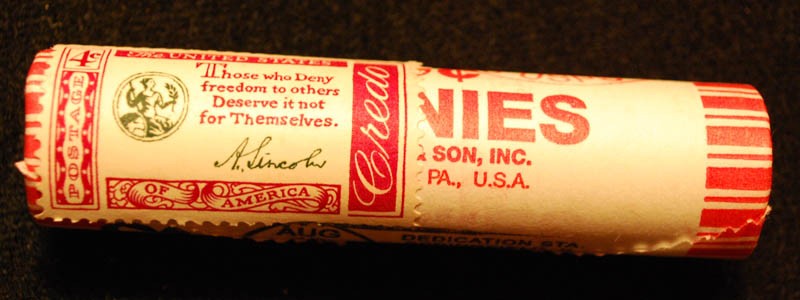 4¢
POSTAGE
The UNITED STATES
Those who Deny
freedom to others
Deserve it not
for Themselves.
A. Lincoln
OF AMERICA
Credo
NIES
SON, INC.
PA., U.S.A.
AUG
DEDICATION STA.